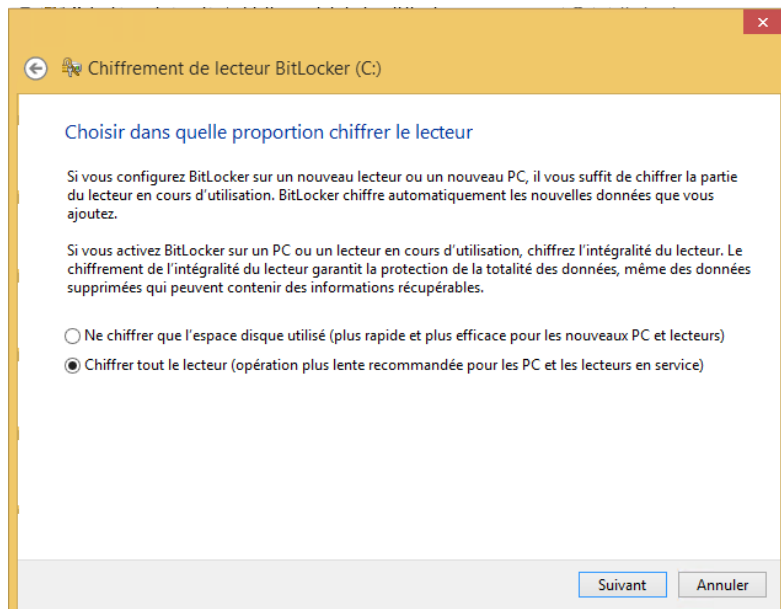 Chiffrement de lecteur BitLocker (C:)
Choisir dans quelle proportion chiffrer le lecteur
Si vous configurez BitLocker sur un nouveau lecteur ou un nouveau PC, il vous suffit de chiffrer la partie
du lecteur en cours d'utilisation. BitLocker chiffre automatiquement les nouvelles données que vous
ajoutez.
Si vous activez BitLocker sur un PC ou un lecteur en cours d'utilisation, chiffrez l'intégralité du lecteur. Le
chiffrement de l'intégralité du lecteur garantit la protection de la totalité des données, même des données
supprimées qui peuvent contenir des informations récupérables.
Ne chiffrer que l'espace disque utilisé (plus rapide et plus efficace pour les nouveaux PC et lecteurs)
Chiffrer tout le lecteur (opération plus lente recommandée pour les PC et les lecteurs en service)
Suivant Annuler